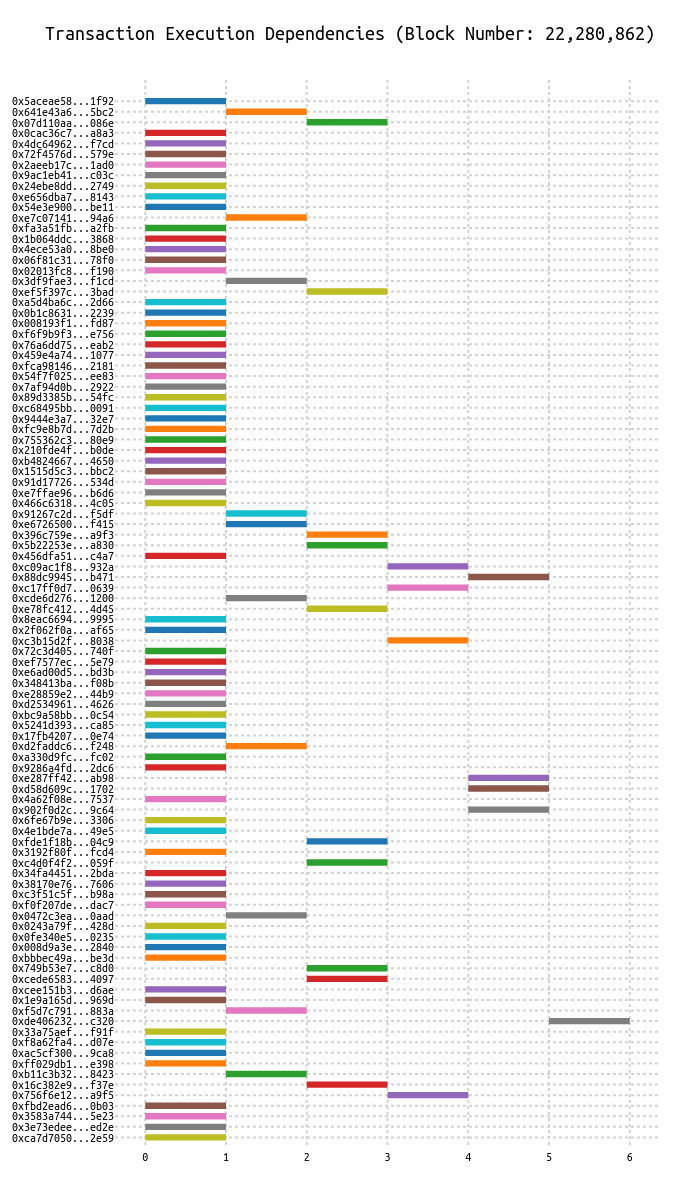 Transaction Execution Dependencies (Block Number: 22,280,862)
0x5aceae58...1f92
0x641e43a6...5bc2
0x07d110aa...086e
0x0cac36c7...a8a3
0x4dc64962...f7cd
0x72f4576d...579e
0x2aeeb17c...1ad0
0x9ac1eb41...c03c
0x24ebe8dd...2749
0xe656dba7...8143
0x54e3e900...be11
0xe7c07141...94a6
0xfa3a51fb...a2fb
0x1b064ddc...3868
0x4ece53a0...8be0
0x06f81c31...78f0
0x02013fc8...f190
0x3df9fae3...f1cd
0xef5f397c...3bad
0xa5d4ba6c...2d66
0x0b1c8631...2239
0x008193f1...fd87
0xf6f9b9f3...e756
0x76a6dd75...eab2
0x459e4a74...1077
0xfca98146...2181
0x54f7f025...ee83
0x7af94d0b...2922
0x89d3385b...54fc
0xc68495bb...0091
0x9444e3a7...32e7
0xfc9e8b7d...7d2b
0x755362c3...80e9
0x210fde4f...b0de
0xb4824667...4650
0x1515d5c3...bbc2
0x91d17726...534d
0xe7ffae96...b6d6
0x466c6318...4c05
0x91267c2d...f5df
0xe6726500...f415
0x396c759e...a9f3
0x5b22253e...a830
0x456dfa51...c4a7
0xc09ac1f8...932a
0x88dc9945...b471
0xc17ff0d7...0639
0xcde6d276...1200
0xe78fc412...4d45
0x8eac6694...9995
0x2f062f0a...af65
0xc3b15d2f...8038
0x72c3d405...740f
0xef7577ec...5e79
0xe6ad00d5...bd3b
0x348413ba...f08b
0xe28859e2...44b9
0xd2534961...4626
0xbc9a58bb...0c54
0x5241d393...ca85
0x17fb4207...0e74
0xd2faddc6...f248
0xa330d9fc...fc02
0x9286a4fd...2dc6
0xe287ff42...ab98
0xd58d609c...1702
0x4a62f08e...7537
0x902f0d2c...9c64
0x6fe67b9e...3306
0x4e1bde7a...49e5
0xfde1f18b...04c9
0x3192f80f...fcd4
0xc4d0f4f2...059f
0x34fa4451...2bda
0x38170e76...7606
0xc3f51c5f...b98a
0xf0f207de...dac7
0x0472c3ea...0aad
0x0243a79f...428d
0x0fe340e5...0235
0x008d9a3e...2840
0xbbbec49a...be3d
0x749b53e7...c8d0
0xcede6583...4097
0xcee151b3...d6ae
0x1e9a165d...969d
0xf5d7c791...883a
0xde406232...c320
0x33a75aef...f91f
0xf8a62fa4...d07e
0xac5cf300...9ca8
0xff029db1...e398
0xb11c3b32...8423
0x16c382e9...f37e
0x756f6e12...a9f5
0xfbd2ead6...0b03
0x3583a744...5e23
0x3e73edee...ed2e
0xca7d7050...2e59
0 1 2 3 4 5 6